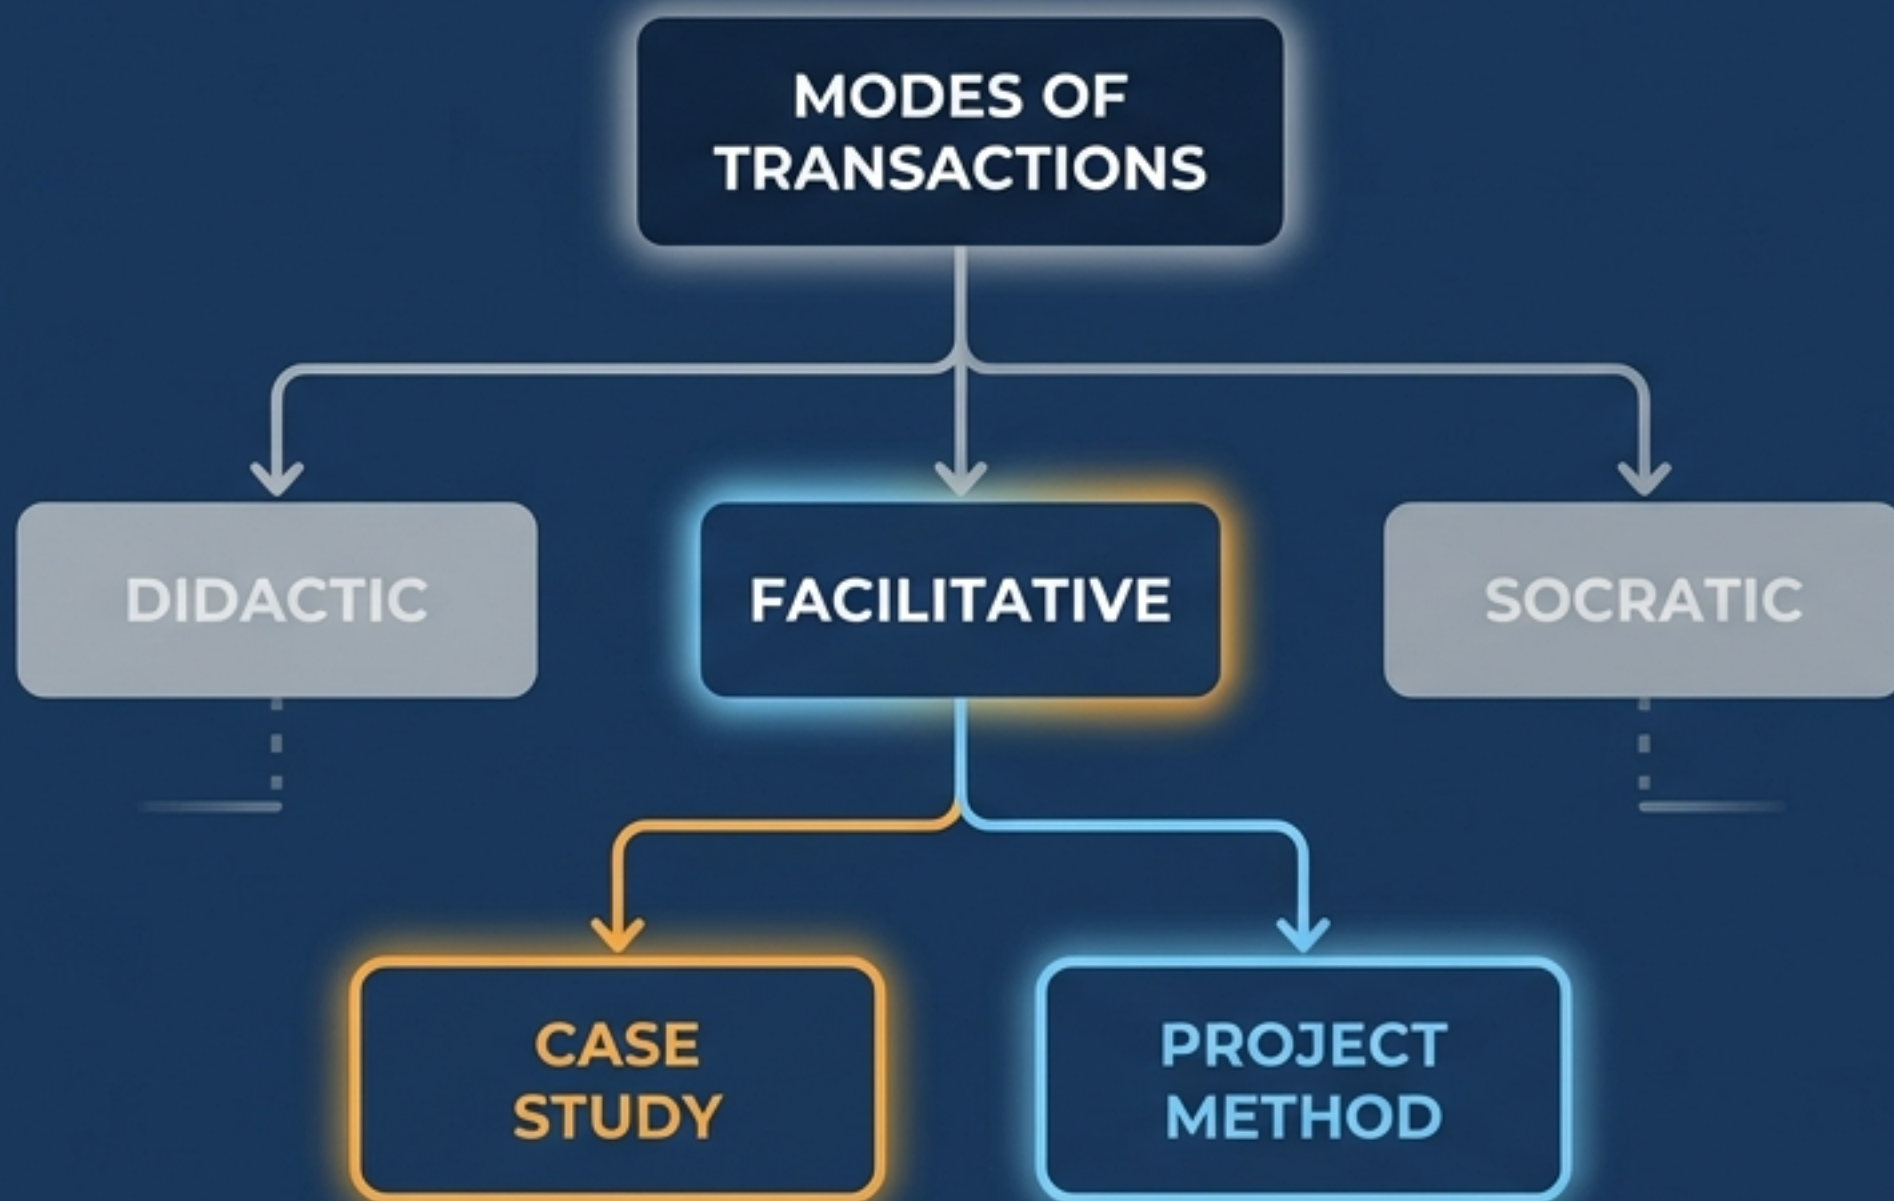 MODES OF
TRANSACTIONS
DIDACTIC
FACILITATIVE
SOCRATIC
CASE
STUDY
PROJECT
METHOD